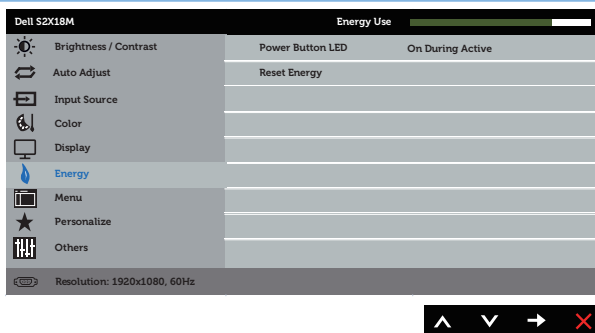 Dell S2X18M Energy Use
Brightness / Contrast Power Button LED On During Active
Auto Adjust Reset Energy
Input Source
Color
Display
Energy
Menu
Personalize
Others
Resolution: 1920x1080, 60Hz